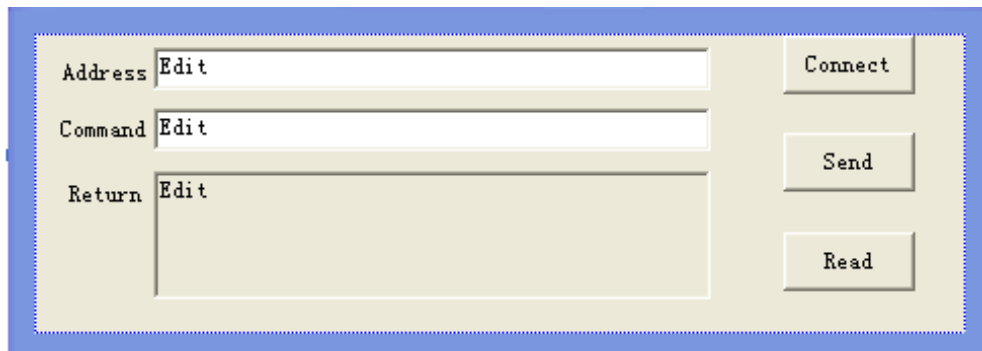 Address Edit Connect
Command Edit
Send
Return Edit
Read